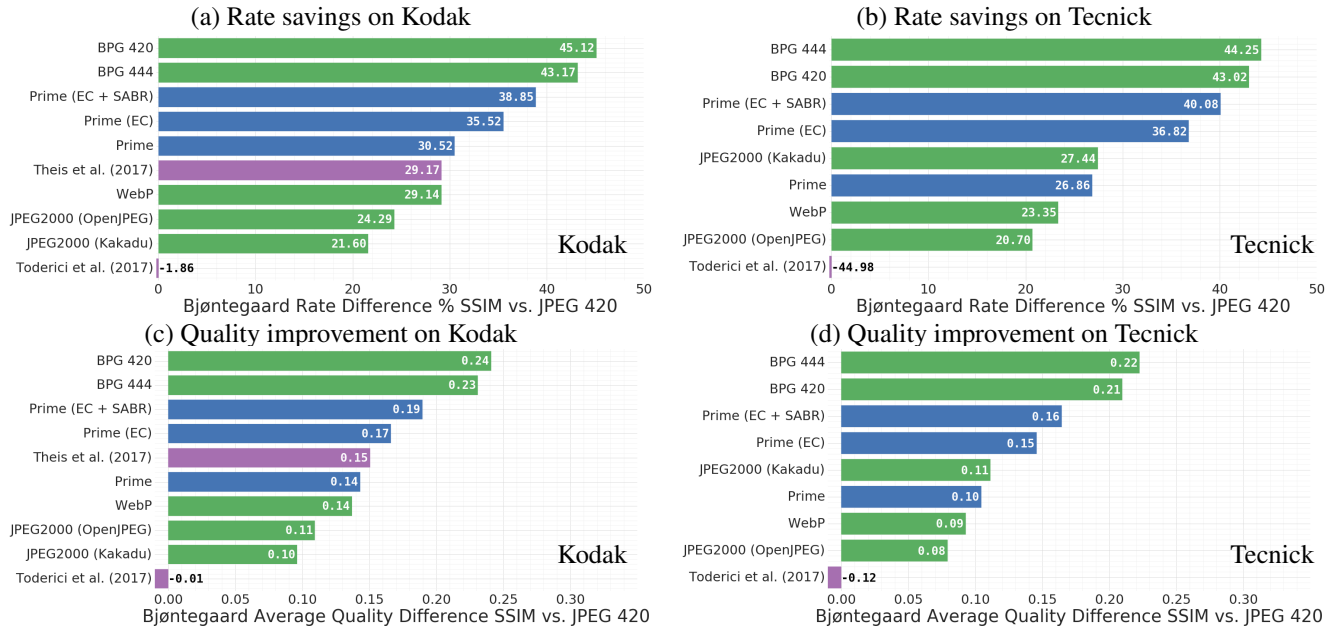 (a) Rate savings on Kodak
BPG 420
45.12
BPG 444
43.17
Prime (EC + SABR)
38.85
Prime (EC)
35.52
Prime
30.52
Theis et al. (2017)
29.17
WebP
29.14
JPEG2000 (OpenJPEG)
24.29
JPEG2000 (Kakadu)
21.60
Kodak
Toderici et al. (2017)
-1.86
0 10 20 30 40 50
Bjøntegaard Rate Difference % SSIM vs. JPEG 420
(b) Rate savings on Tecnick
BPG 444
44.25
BPG 420
43.02
Prime (EC + SABR)
40.08
Prime (EC)
36.82
JPEG2000 (Kakadu)
27.44
Prime
26.86
WebP
23.35
JPEG2000 (OpenJPEG)
20.70
Tecnick
Toderici et al. (2017)
-44.98
0 10 20 30 40 50
Bjøntegaard Rate Difference % SSIM vs. JPEG 420
(c) Quality improvement on Kodak
BPG 420
0.24
BPG 444
0.23
Prime (EC + SABR)
0.19
Prime (EC)
0.17
Theis et al. (2017)
0.15
Prime
0.14
WebP
0.14
JPEG2000 (OpenJPEG)
0.11
JPEG2000 (Kakadu)
0.10
Kodak
Toderici et al. (2017)
-0.01
0.00 0.05 0.10 0.15 0.20 0.25 0.30
Bjøntegaard Average Quality Difference SSIM vs. JPEG 420
(d) Quality improvement on Tecnick
BPG 444
0.22
BPG 420
0.21
Prime (EC + SABR)
0.16
Prime (EC)
0.15
JPEG2000 (Kakadu)
0.11
Prime
0.10
WebP
0.09
JPEG2000 (OpenJPEG)
0.08
Tecnick
Toderici et al. (2017)
-0.12
0.00 0.05 0.10 0.15 0.20 0.25 0.30
Bjøntegaard Average Quality Difference SSIM vs. JPEG 420